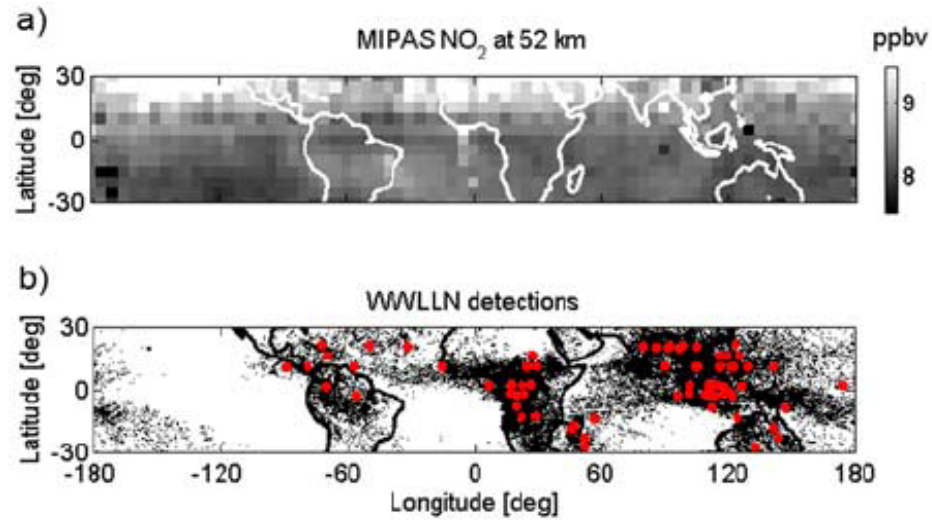 a)
MIPAS NO₂ at 52 km
ppbv
Latitude [deg]
30
0
-30
9
8
b)
WWLLN detections
Latitude [deg]
30
0
-30
-180 -120 -60 0 60 120 180
Longitude [deg]